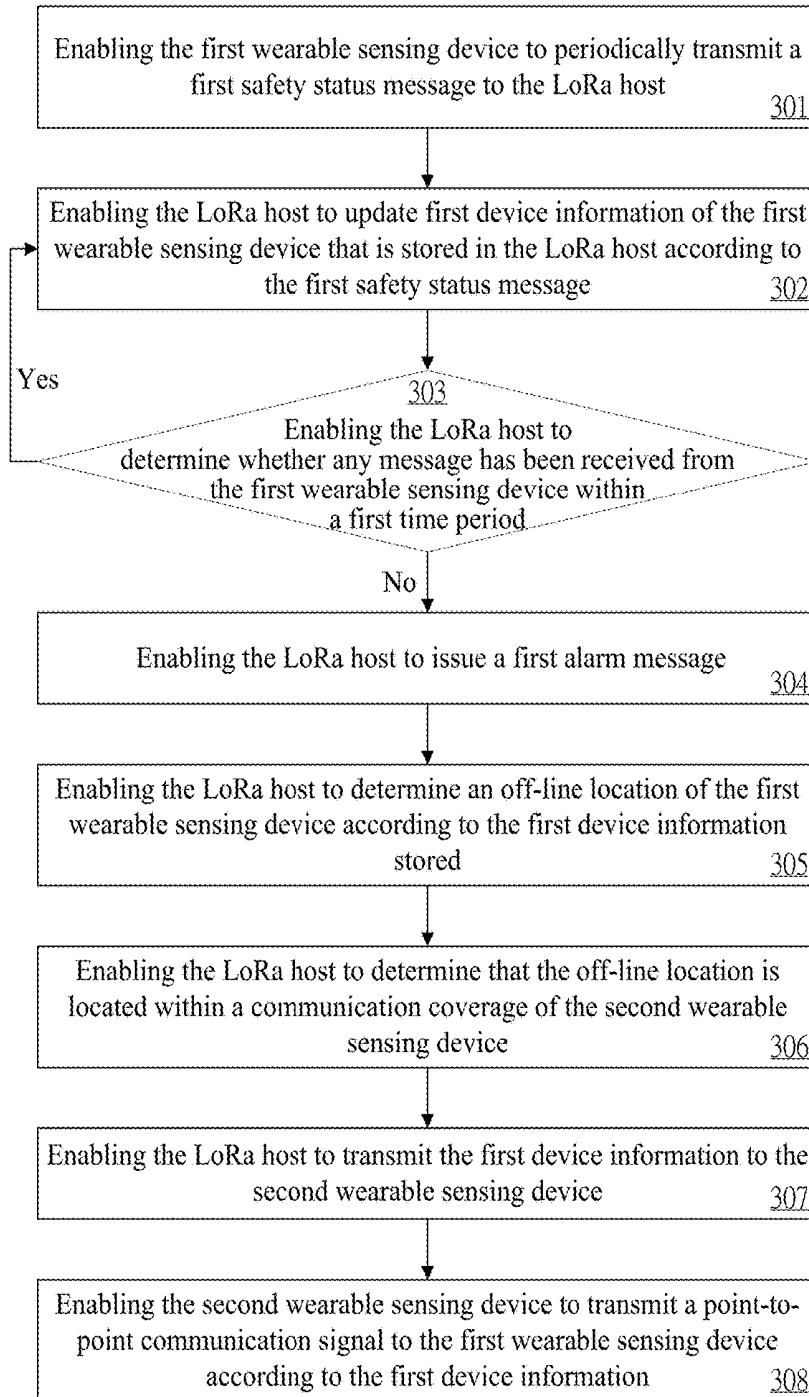 Enabling the first wearable sensing device to periodically transmit a
first safety status message to the LoRa host
301
Enabling the LoRa host to update first device information of the first
wearable sensing device that is stored in the LoRa host according to
the first safety status message
302
Yes
303
Enabling the LoRa host to
determine whether any message has been received from
the first wearable sensing device within
a first time period
No
Enabling the LoRa host to issue a first alarm message
304
Enabling the LoRa host to determine an off-line location of the first
wearable sensing device according to the first device information
stored
305
Enabling the LoRa host to determine that the off-line location is
located within a communication coverage of the second wearable
sensing device
306
Enabling the LoRa host to transmit the first device information to the
second wearable sensing device
307
Enabling the second wearable sensing device to transmit a point-to-
point communication signal to the first wearable sensing device
according to the first device information
308